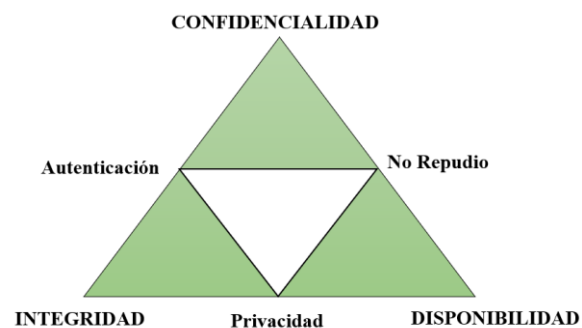 CONFIDENCIALIDAD
Autenticación
No Repudio
INTEGRIDAD
Privacidad
DISPONIBILIDAD